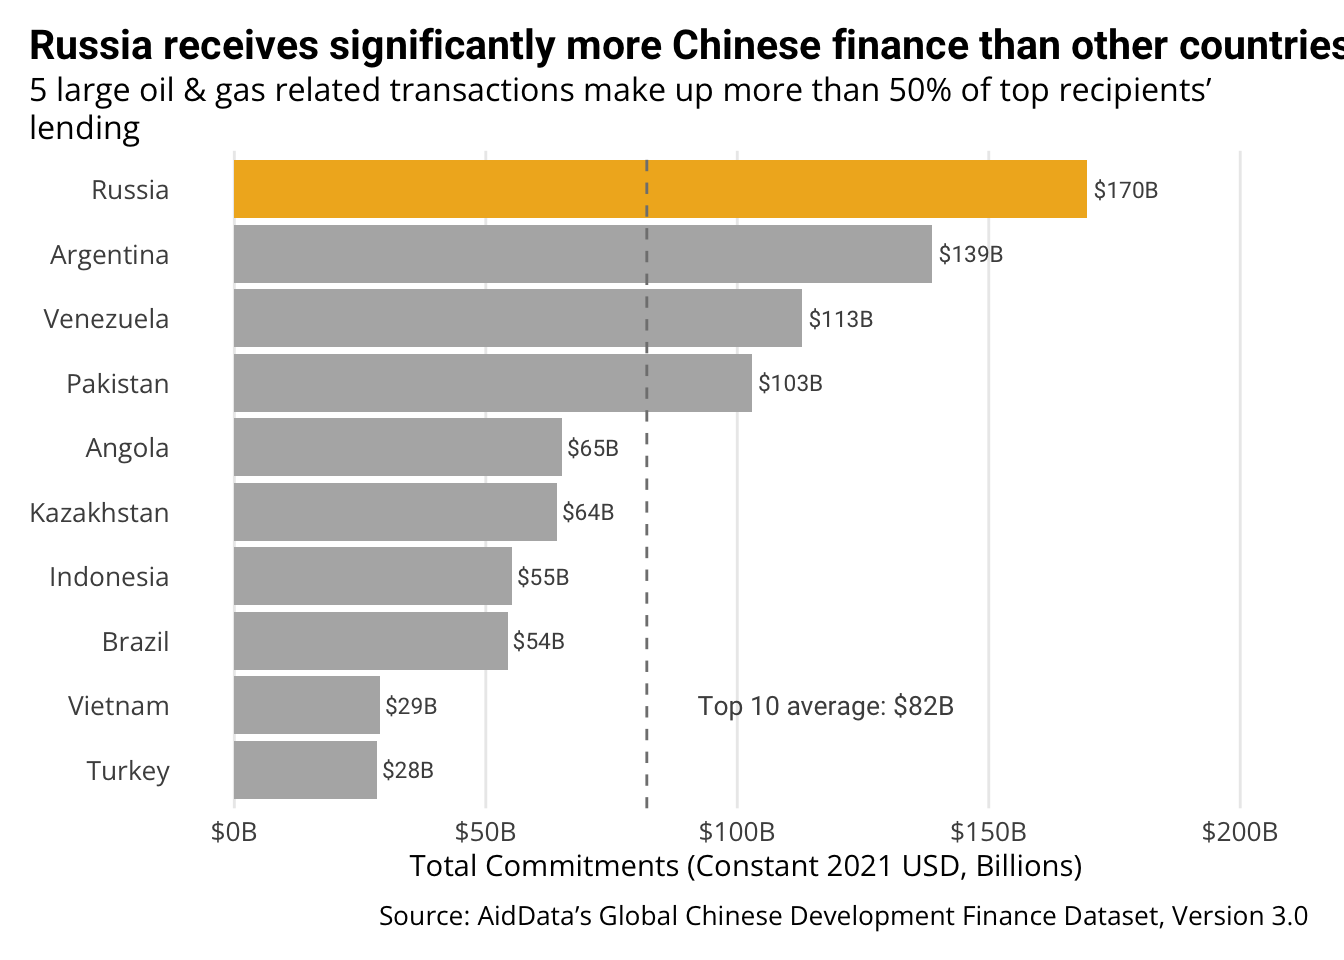 Russia receives significantly more Chinese finance than other countries
5 large oil & gas related transactions make up more than 50% of top recipients’
lending
Russia $170B
Argentina $139B
Venezuela $113B
Pakistan $103B
Angola $65B
Kazakhstan $64B
Indonesia $55B
Brazil $54B
Vietnam $29B Top 10 average: $82B
Turkey $28B
$0B $50B $100B $150B $200B
Total Commitments (Constant 2021 USD, Billions)
Source: AidData’s Global Chinese Development Finance Dataset, Version 3.0